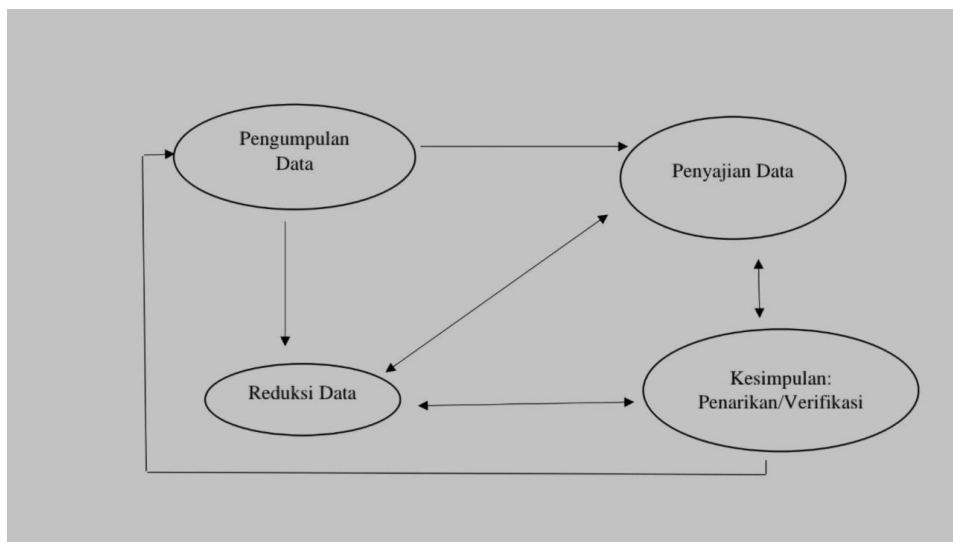 Pengumpulan
Data
Penyajian Data
Reduksi Data
Kesimpulan:
Penarikan/Verifikasi